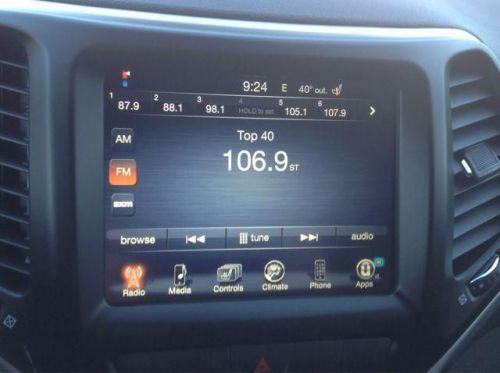 9:24 E 40° out.
1 87.9 2 88.1 3 98.1 4 HOLD to set 5 105.1 6 107.9
AM
Top 40
FM
106.9 ST
sxm
browse tune audio
Radio Media Controls Climate Phone Apps